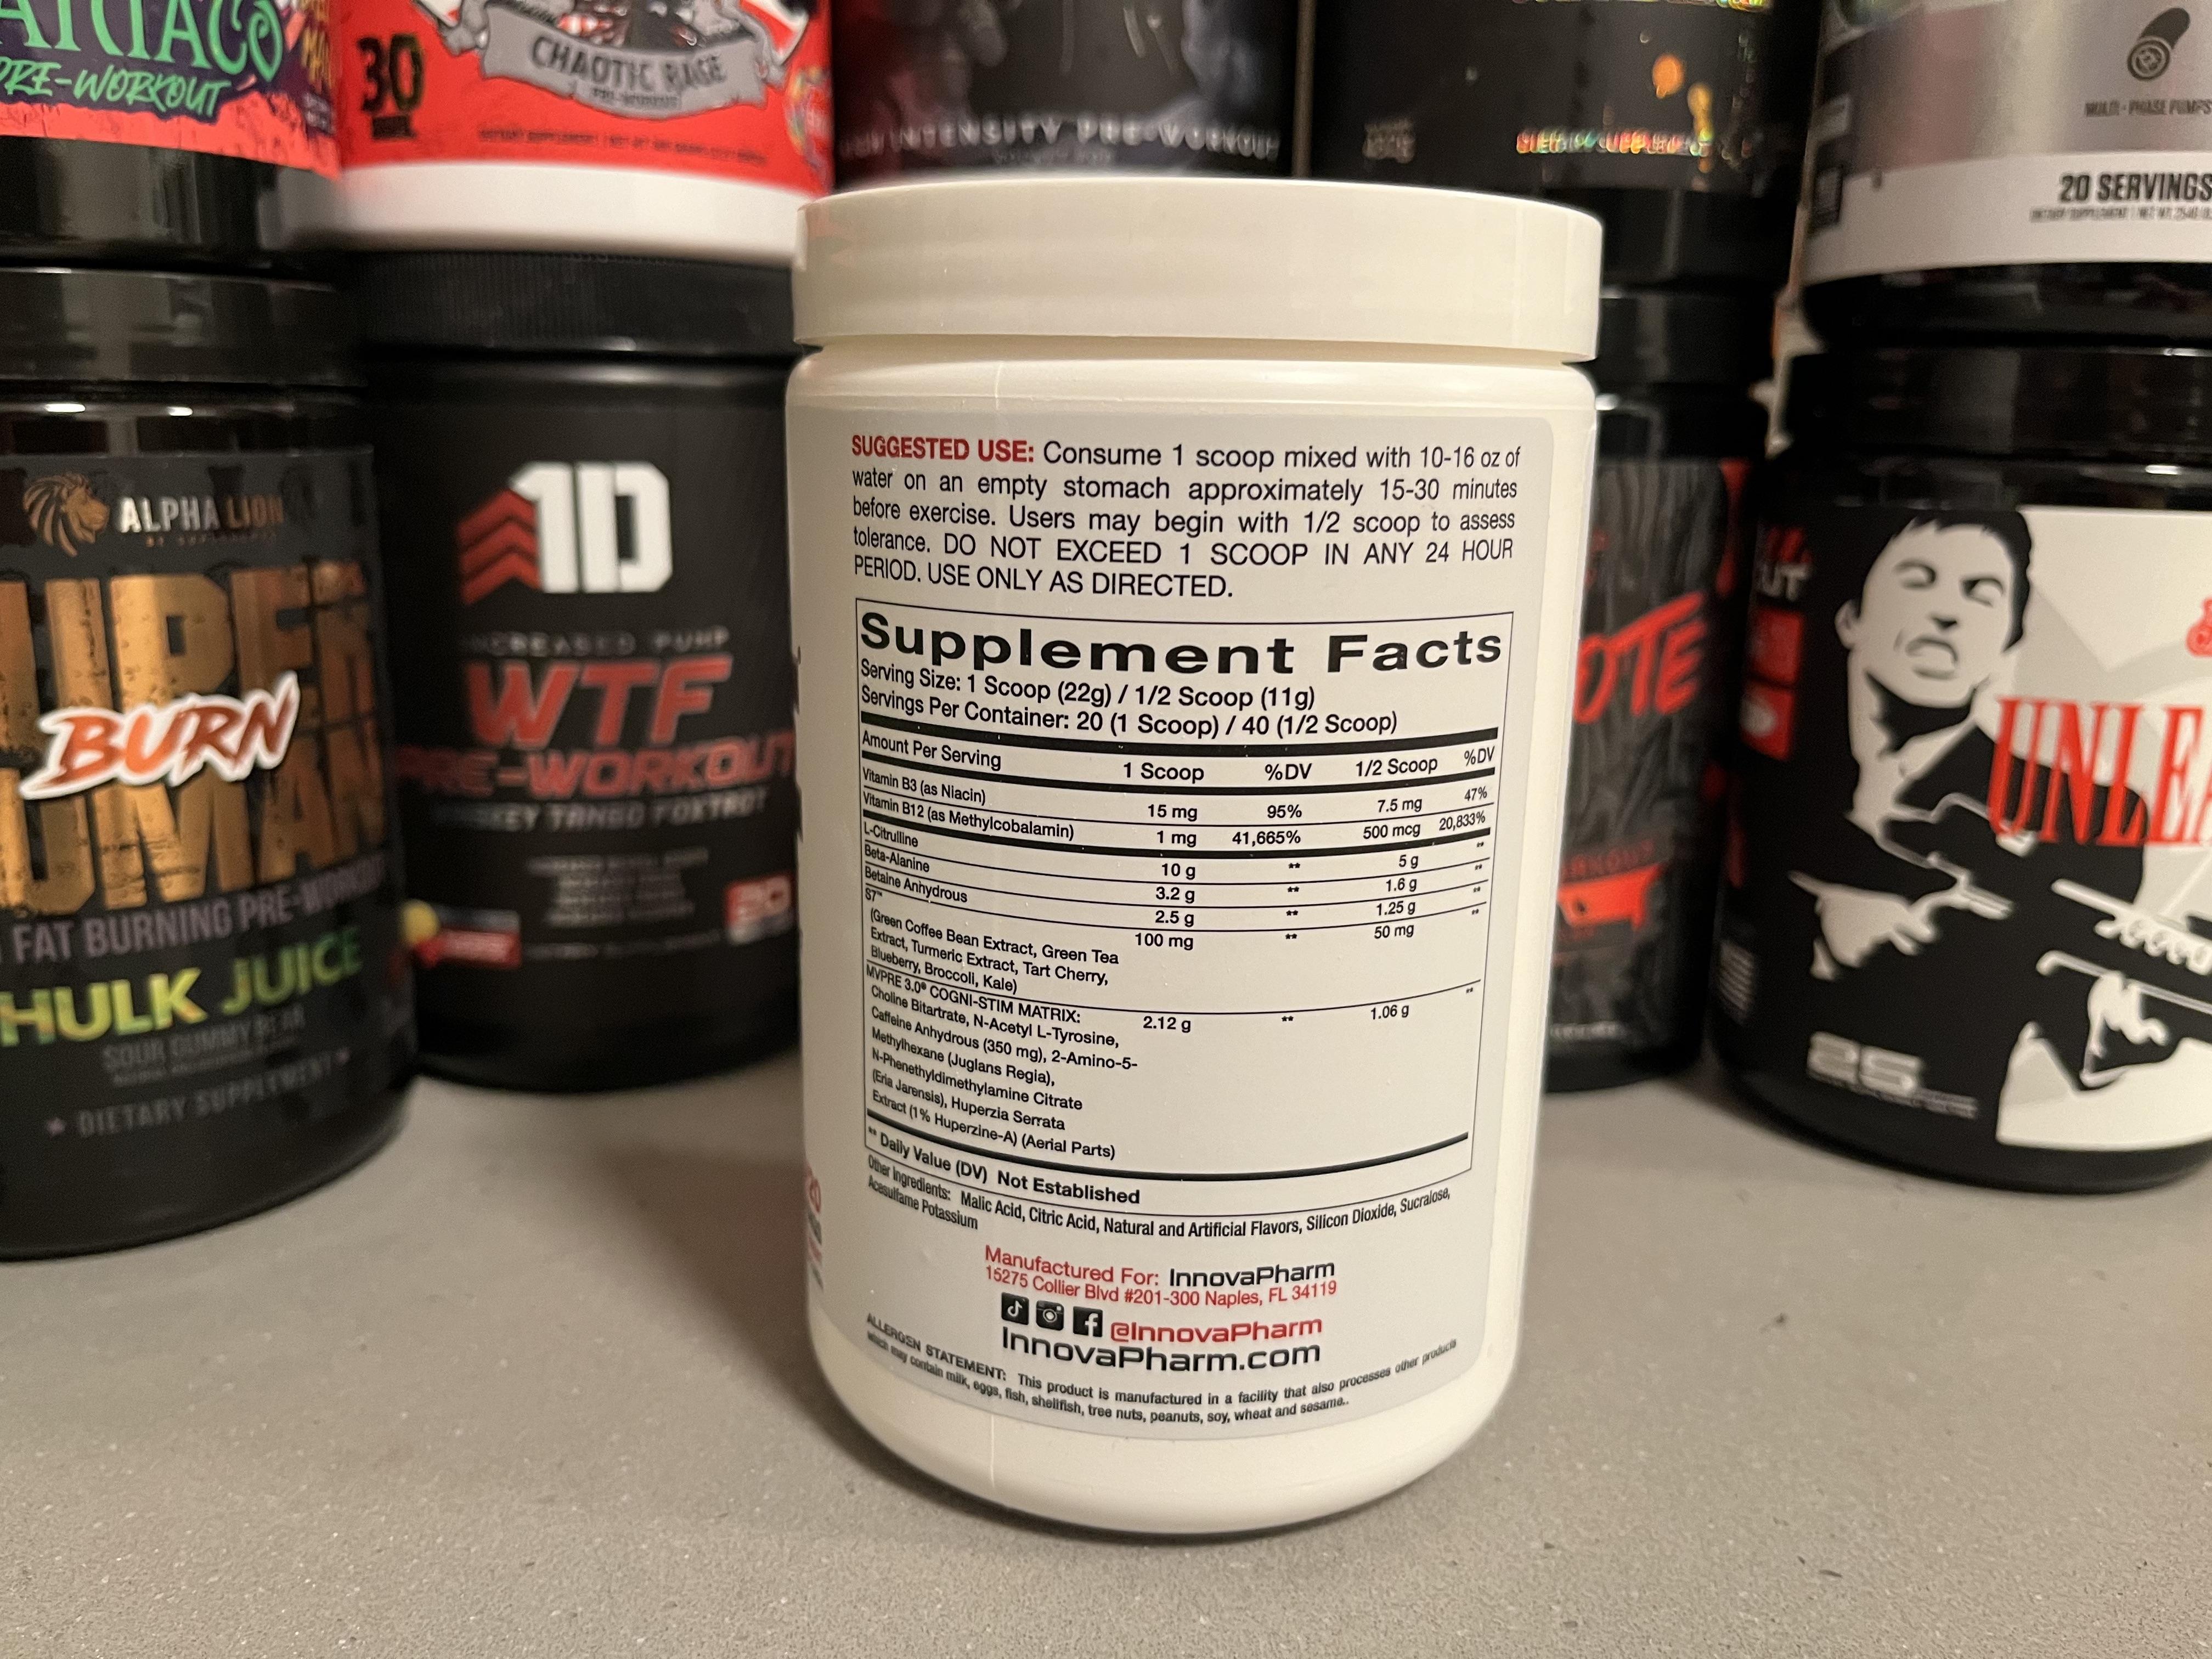 PRE-WORKOUT
30
CHAOTIC RAGE
PRE-WORKOUT
INTENSITY PRE-WORKOUT
MULTI-PHASE PUMPS
20 SERVINGS
ALPHA LION
BURN
FAT BURNING PRE-WORKOUT
HULK JUICE
SOUR GUMMY BEAR
DIETARY SUPPLEMENT
1D
INCREASED PUMP
WTF
PRE-WORKOUT
TANGO FOXTROT
20
25
SUGGESTED USE: Consume 1 scoop mixed with 10-16 oz of
water on an empty stomach approximately 15-30 minutes
before exercise. Users may begin with 1/2 scoop to assess
tolerance. DO NOT EXCEED 1 SCOOP IN ANY 24 HOUR
PERIOD. USE ONLY AS DIRECTED.
Supplement Facts
Serving Size: 1 Scoop (22g) / 1/2 Scoop (11g)
Servings Per Container: 20 (1 Scoop) / 40 (1/2 Scoop)
Amount Per Serving 1 Scoop %DV 1/2 Scoop %DV
Vitamin B3 (as Niacin) 15 mg 95% 7.5 mg 47%
Vitamin B12 (as Methylcobalamin) 1 mg 41,665% 500 mcg 20,833%
L-Citrulline 10 g ** 5 g **
Beta-Alanine 3.2 g ** 1.6 g **
Betaine Anhydrous 2.5 g ** 1.25 g **
S7™ 100 mg ** 50 mg **
(Green Coffee Bean Extract, Green Tea
Extract, Turmeric Extract, Tart Cherry,
Blueberry, Broccoli, Kale)
MVPRE 3.0® COGNI-STIM MATRIX: 2.12 g ** 1.06 g **
Choline Bitartrate, N-Acetyl L-Tyrosine,
Caffeine Anhydrous (350 mg), 2-Amino-5-
Methylhexane (Juglans Regia),
N-Phenethyldimethylamine Citrate
(Eria Jarensis), Huperzia Serrata
Extract (1% Huperzine-A) (Aerial Parts)
** Daily Value (DV) Not Established
Other Ingredients: Malic Acid, Citric Acid, Natural and Artificial Flavors, Silicon Dioxide, Sucralose,
Acesulfame Potassium
Manufactured For: InnovaPharm
15275 Collier Blvd #201-300 Naples, FL 34119
@InnovaPharm
InnovaPharm.com
ALLERGEN STATEMENT: This product is manufactured in a facility that also processes other products
which may contain milk, eggs, fish, shellfish, tree nuts, peanuts, soy, wheat and sesame..